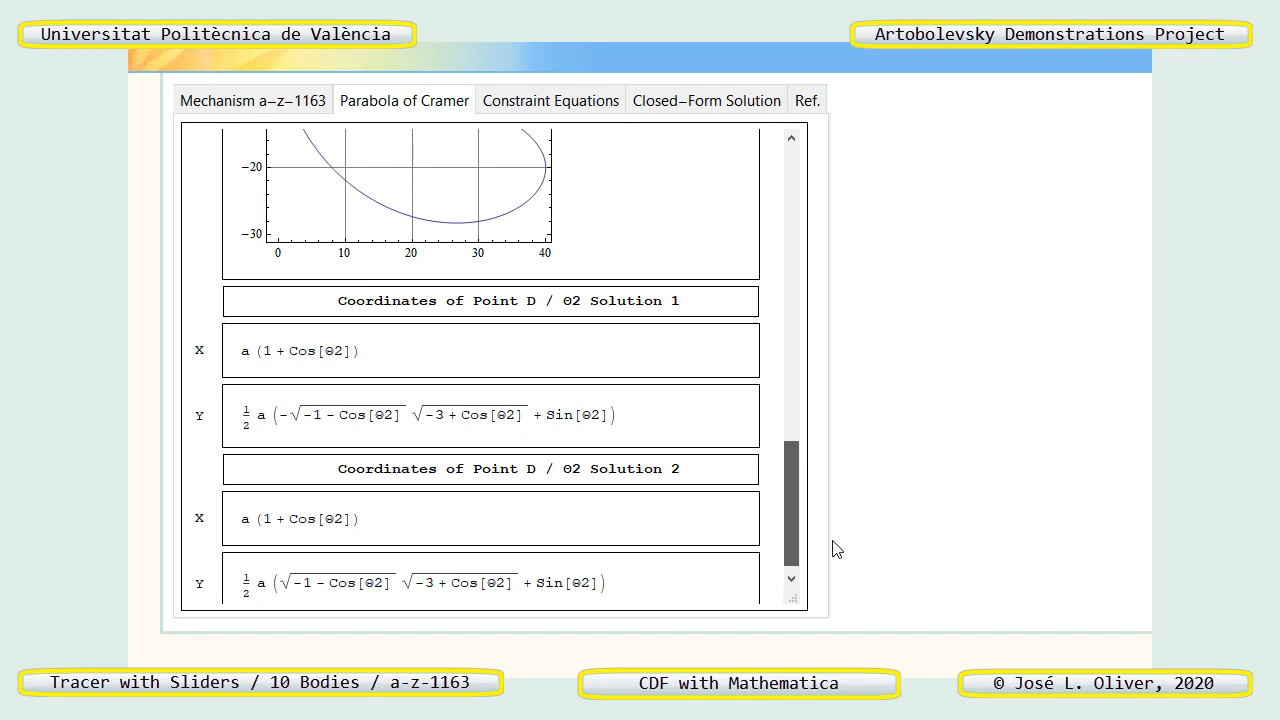 Universitat Politècnica de València
Artobolevsky Demonstrations Project
Mechanism a−z−1163
Parabola of Cramer
Constraint Equations
Closed−Form Solution
Ref.
−20
−30
0 10 20 30 40
Coordinates of Point D / θ2 Solution 1
X a (1 + Cos[θ2])
Y 1/2 a (-√(-1 - Cos[θ2]) √(-3 + Cos[θ2]) + Sin[θ2])
Coordinates of Point D / θ2 Solution 2
X a (1 + Cos[θ2])
Y 1/2 a (√(-1 - Cos[θ2]) √(-3 + Cos[θ2]) + Sin[θ2])
Tracer with Sliders / 10 Bodies / a-z-1163
CDF with Mathematica
© José L. Oliver, 2020